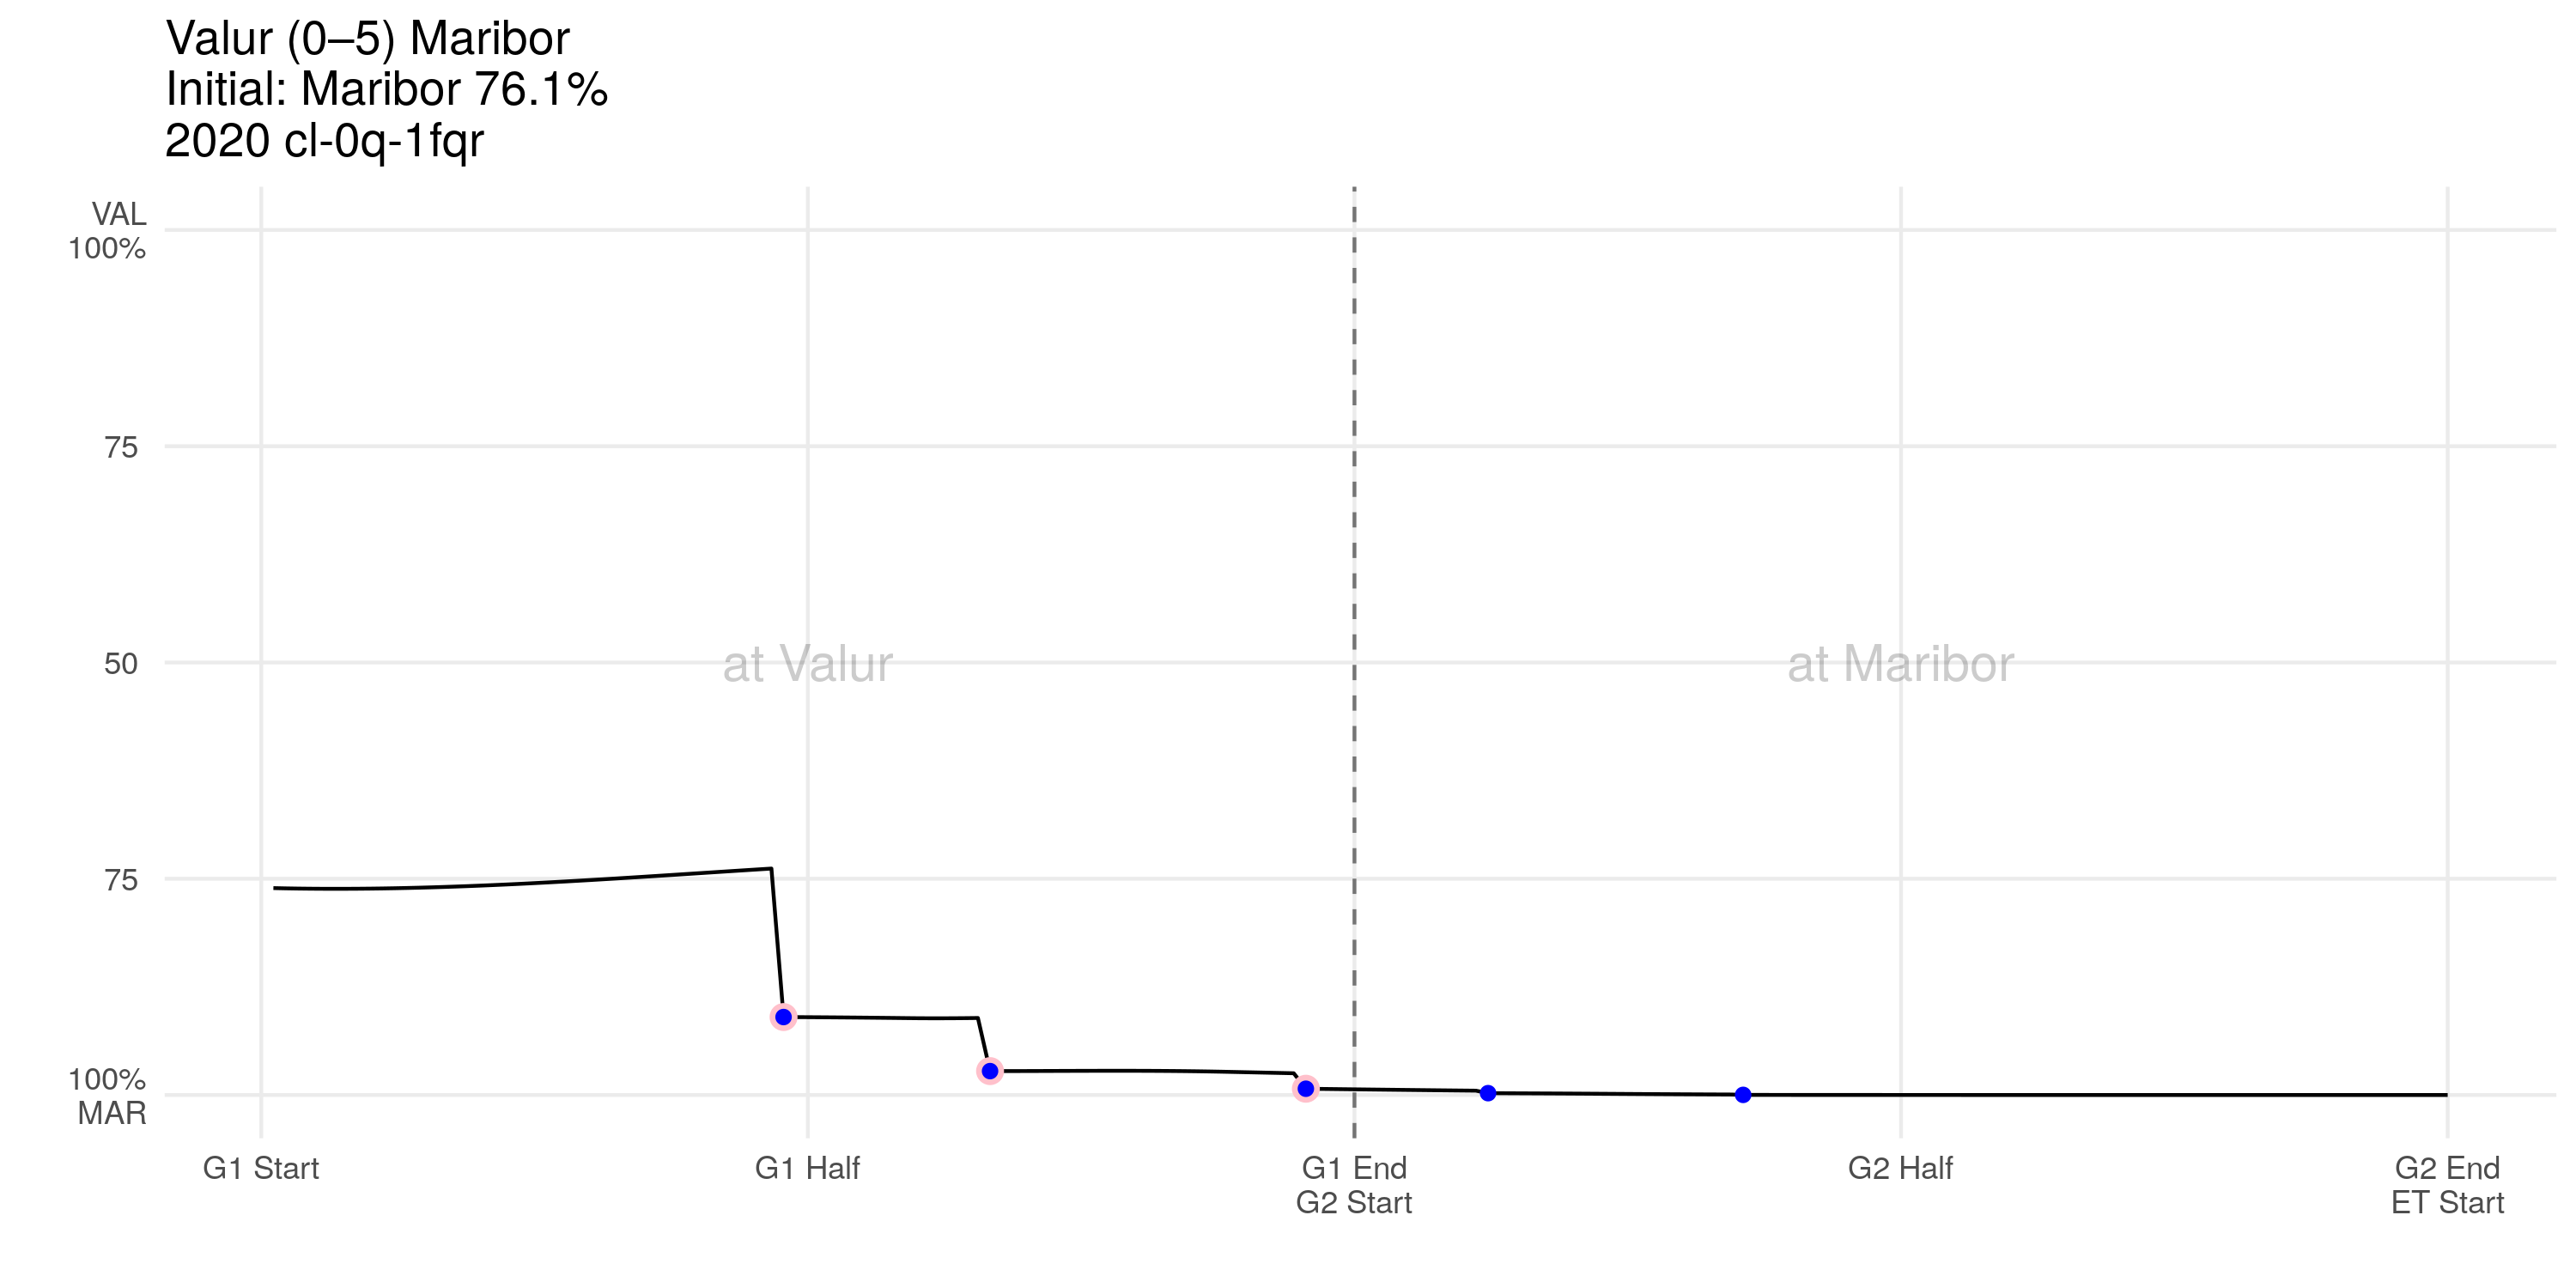 Valur (0–5) Maribor
Initial: Maribor 76.1%
2020 cl-0q-1fqr
VAL
100%
75
50
75
100%
MAR
at Valur
at Maribor
G1 Start
G1 Half
G1 End
G2 Start
G2 Half
G2 End
ET Start